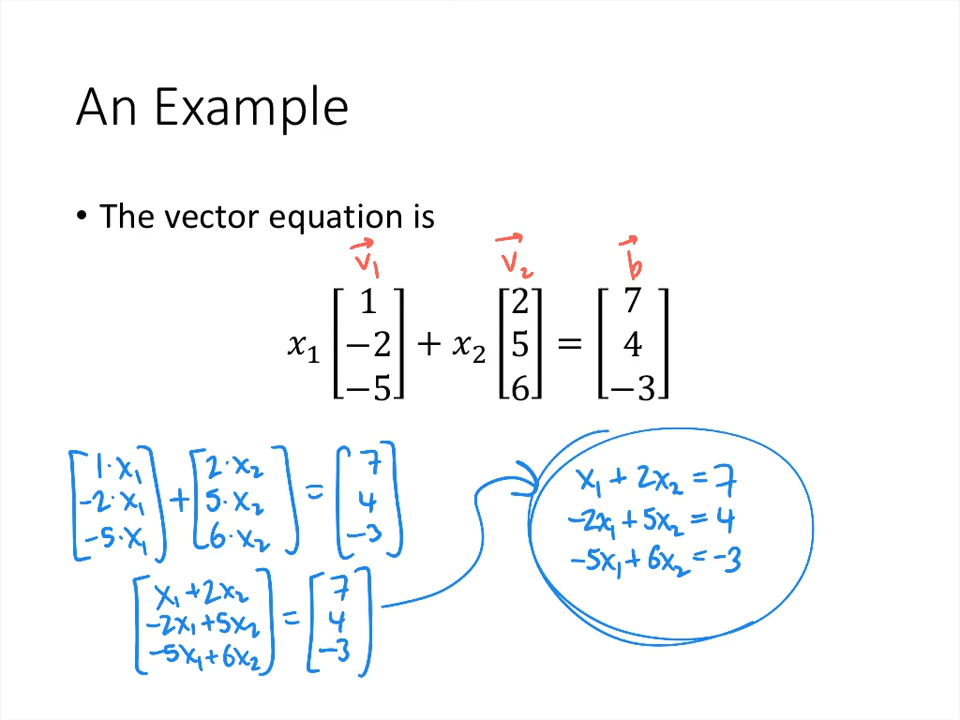 An Example
• The vector equation is
v⃗₁ v⃗₂ b⃗
x₁ [1 −2 −5] + x₂ [2 5 6] = [7 4 −3]
[1·x₁ -2·x₁ -5·x₁] + [2·x₂ 5·x₂ 6·x₂] = [7 4 -3]
[x₁+2x₂ -2x₁+5x₂ -5x₁+6x₂] = [7 4 -3]
x₁ + 2x₂ = 7
-2x₁ + 5x₂ = 4
-5x₁ + 6x₂ = -3